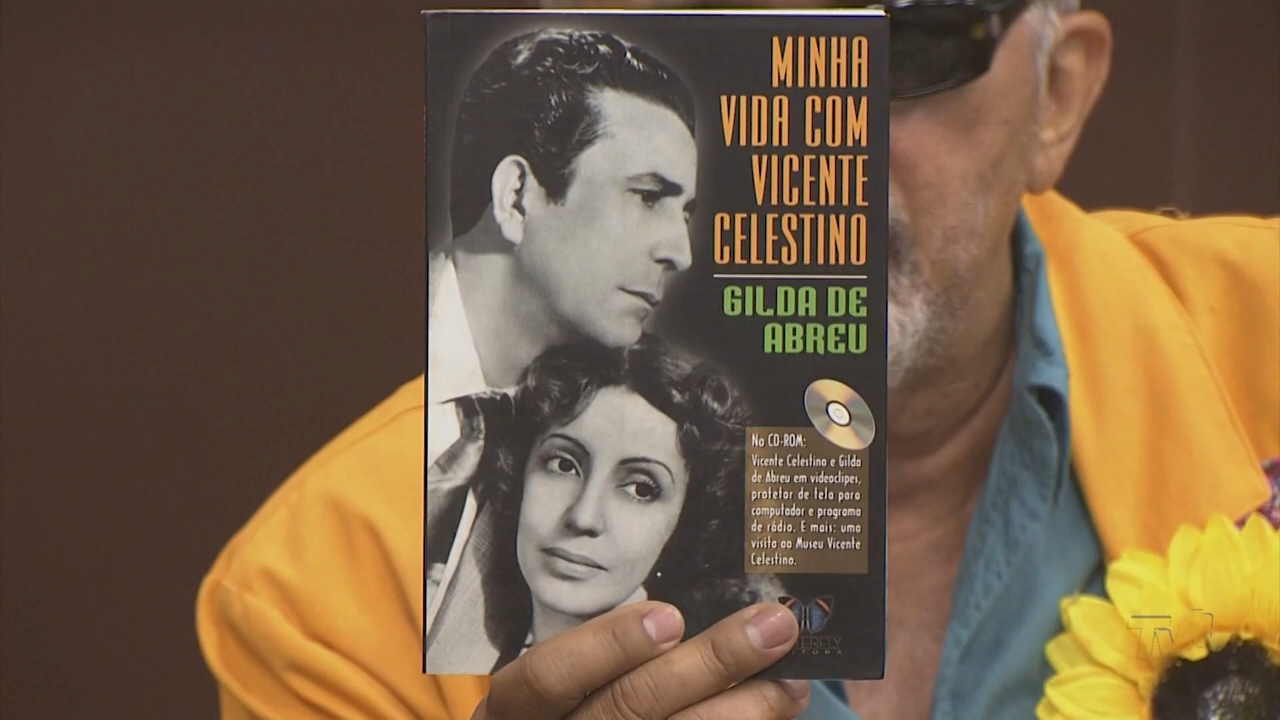 MINHA
VIDA COM
VICENTE
CELESTINO
GILDA DE
ABREU
No CD-ROM:
Vicente Celestino e Gilda
de Abreu em videoclipes,
protetor de tela para
computador e programa
de rádio. E mais: uma
visita ao Museu Vicente
Celestino.